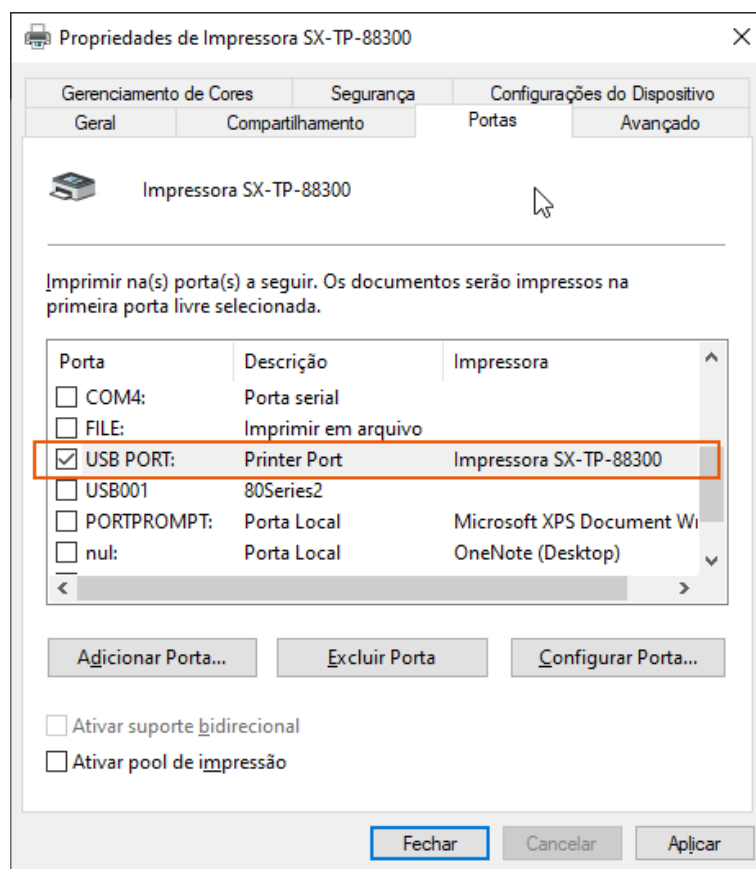 Propriedades de Impressora SX-TP-88300
Gerenciamento de Cores Segurança Configurações do Dispositivo
Geral Compartilhamento Portas Avançado
Impressora SX-TP-88300
Imprimir na(s) porta(s) a seguir. Os documentos serão impressos na
primeira porta livre selecionada.
Porta Descrição Impressora
COM4: Porta serial
FILE: Imprimir em arquivo
USB PORT: Printer Port Impressora SX-TP-88300
USB001 80Series2
PORTPROMPT: Porta Local Microsoft XPS Document Wr
nul: Porta Local OneNote (Desktop)
Adicionar Porta... Excluir Porta Configurar Porta...
Ativar suporte bidirecional
Ativar pool de impressão
Fechar Cancelar Aplicar